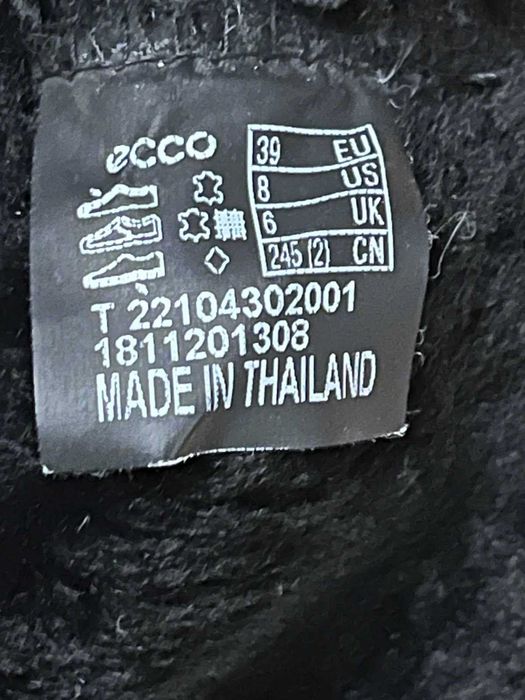 ecco
39 EU
8 US
6 UK
245 (2) CN
T 22104302001
1811201308
MADE IN THAILAND